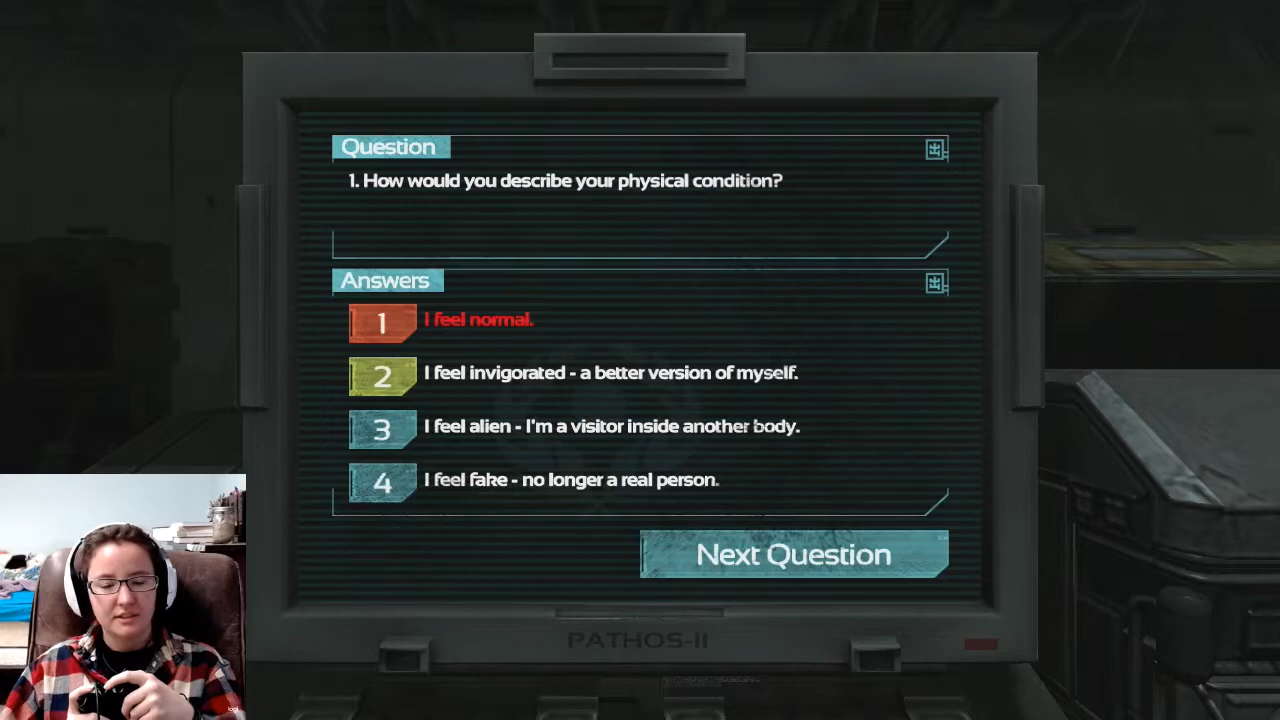 Question
1. How would you describe your physical condition?
Answers
1 I feel normal.
2 I feel invigorated - a better version of myself.
3 I feel alien - I'm a visitor inside another body.
4 I feel fake - no longer a real person.
Next Question
PATHOS-II
logi